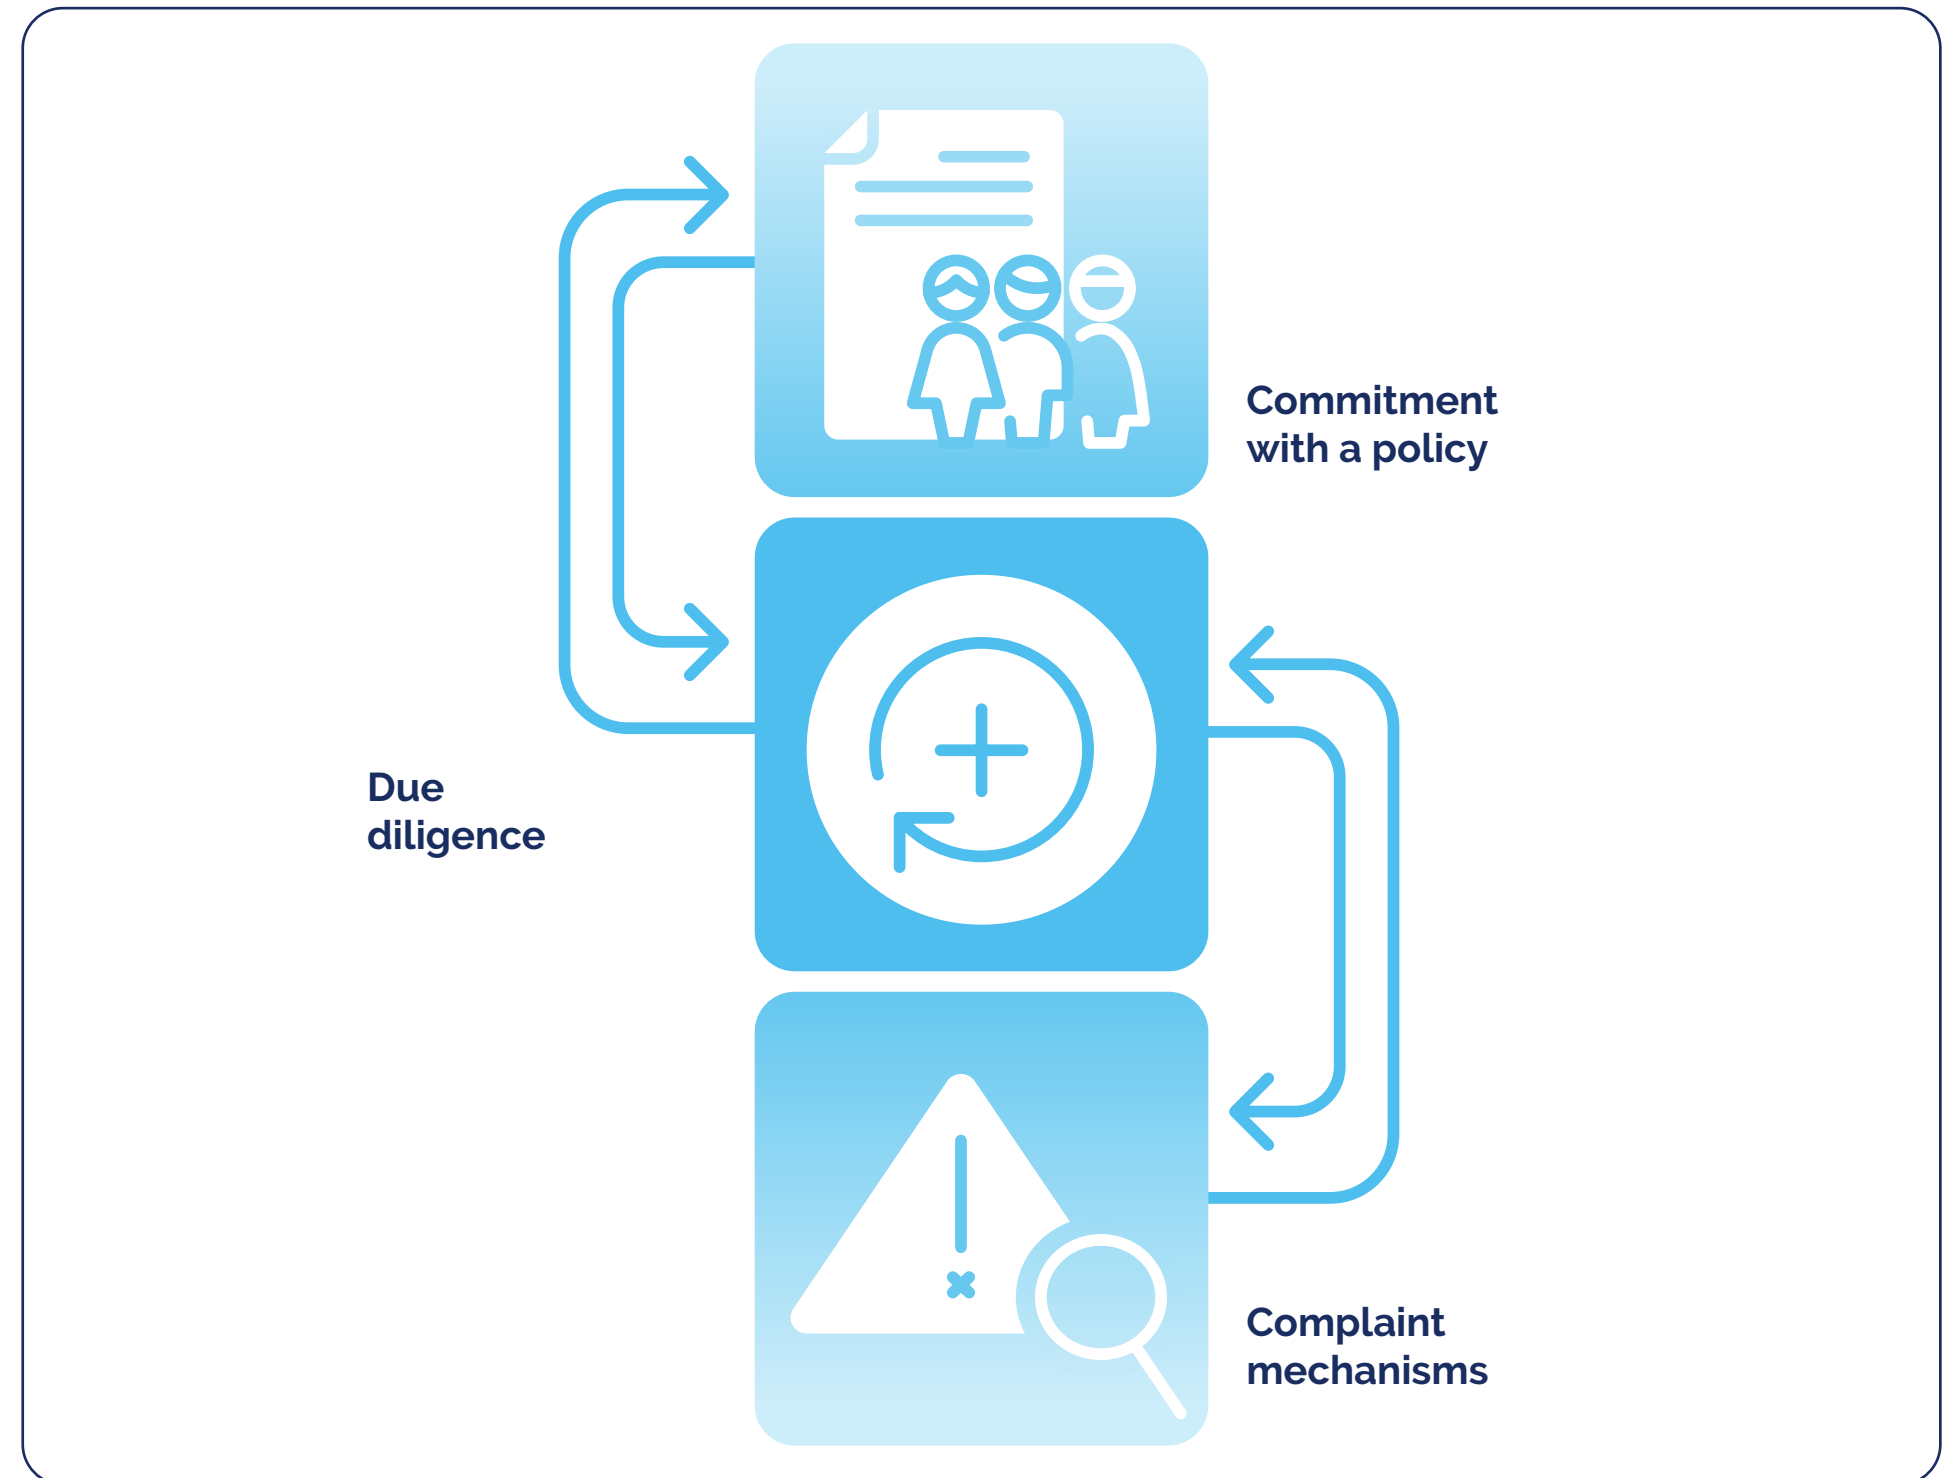 Commitment
with a policy
Due
diligence
Complaint
mechanisms